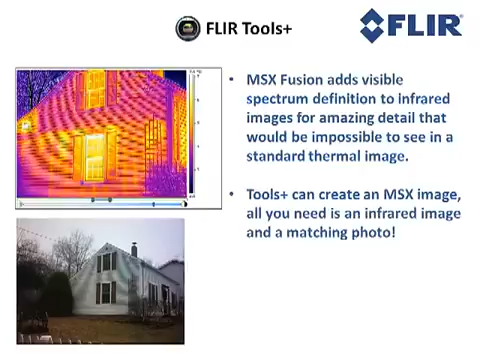 FLIR Tools+
FLIR
• MSX Fusion adds visible
spectrum definition to infrared
images for amazing detail that
would be impossible to see in a
standard thermal image.
• Tools+ can create an MSX image,
all you need is an infrared image
and a matching photo!